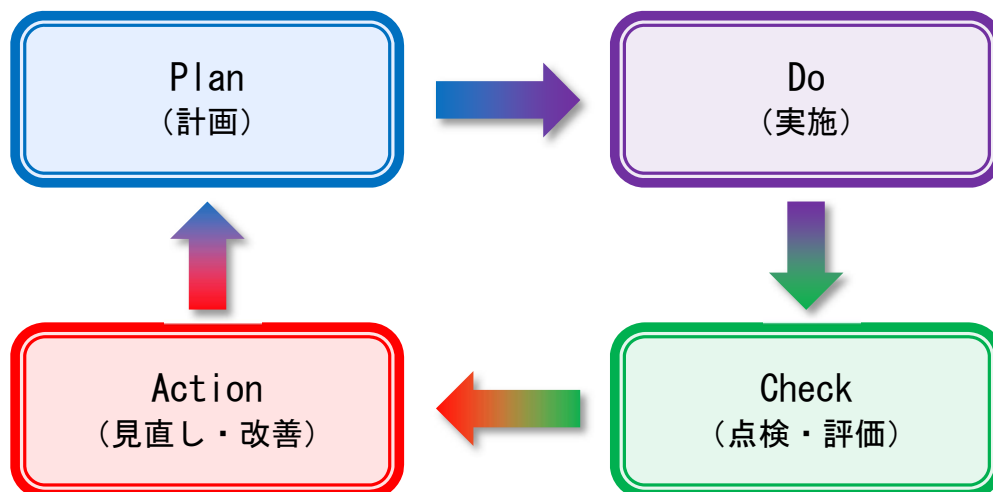 Plan
（計画）
Do
（実施）
Action
（見直し・改善）
Check
（点検・評価）